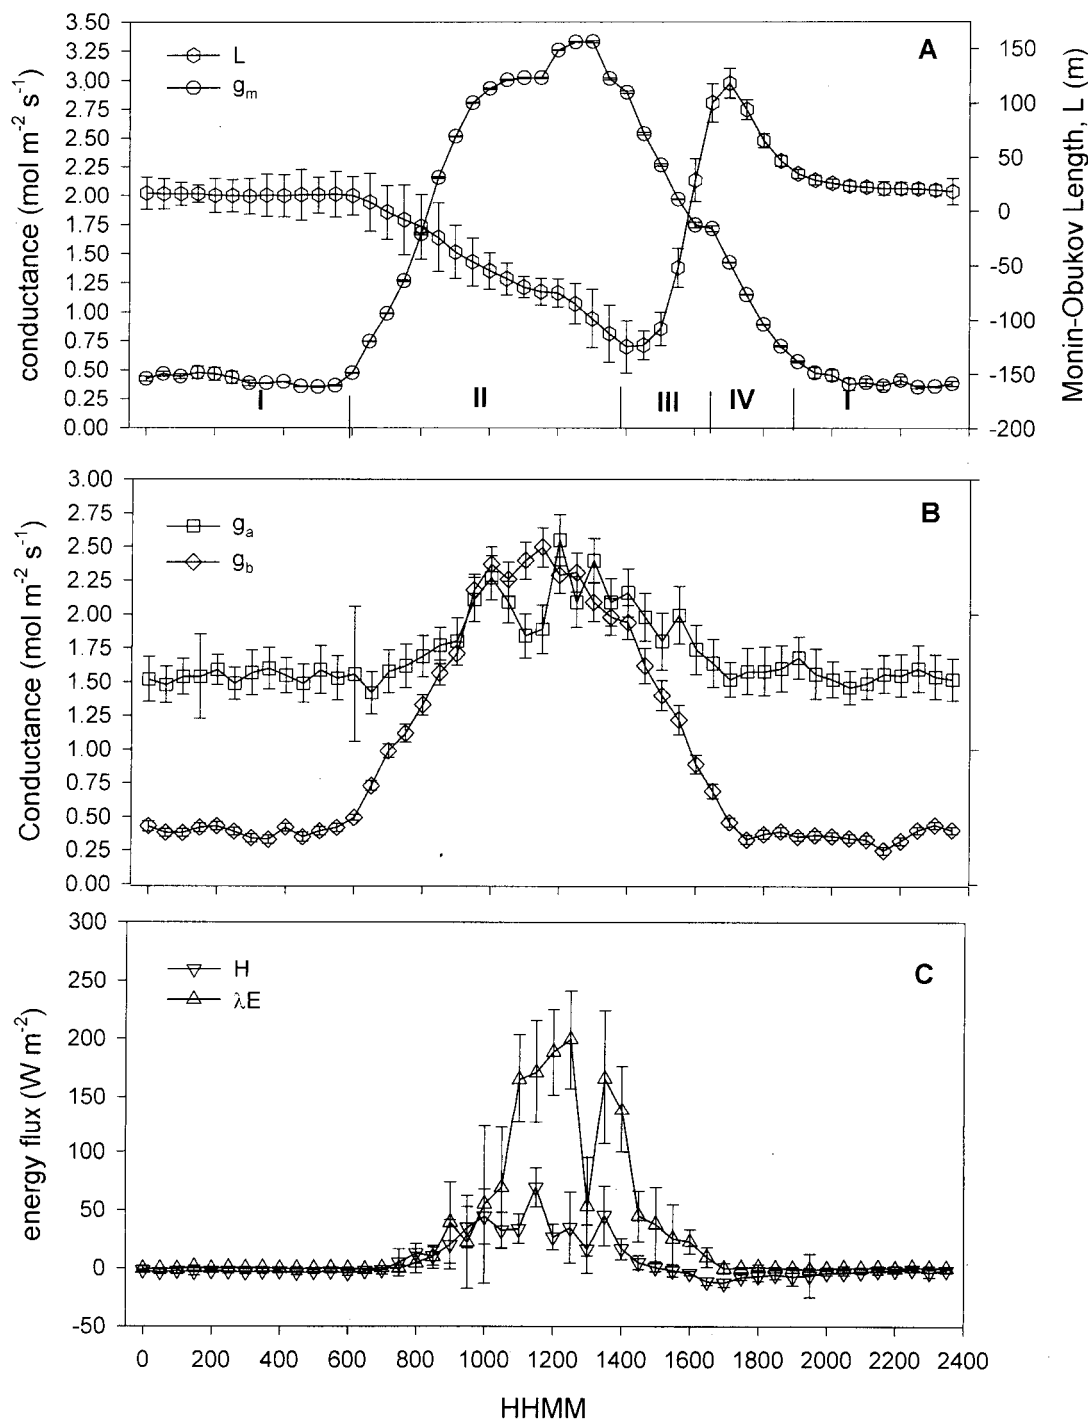 A
L
g_m
3.50
3.25
3.00
2.75
2.50
2.25
2.00
1.75
1.50
1.25
1.00
0.75
0.50
0.25
0.00
conductance (mol m⁻² s⁻¹)
150
100
50
0
-50
-100
-150
-200
Monin-Obukov Length, L (m)
I II III IV I
B
g_a
g_b
3.00
2.75
2.50
2.25
2.00
1.75
1.50
1.25
1.00
0.75
0.50
0.25
0.00
Conductance (mol m⁻² s⁻¹)
C
H
λE
300
250
200
150
100
50
0
-50
energy flux (W m⁻²)
0 200 400 600 800 1000 1200 1400 1600 1800 2000 2200 2400
HHMM